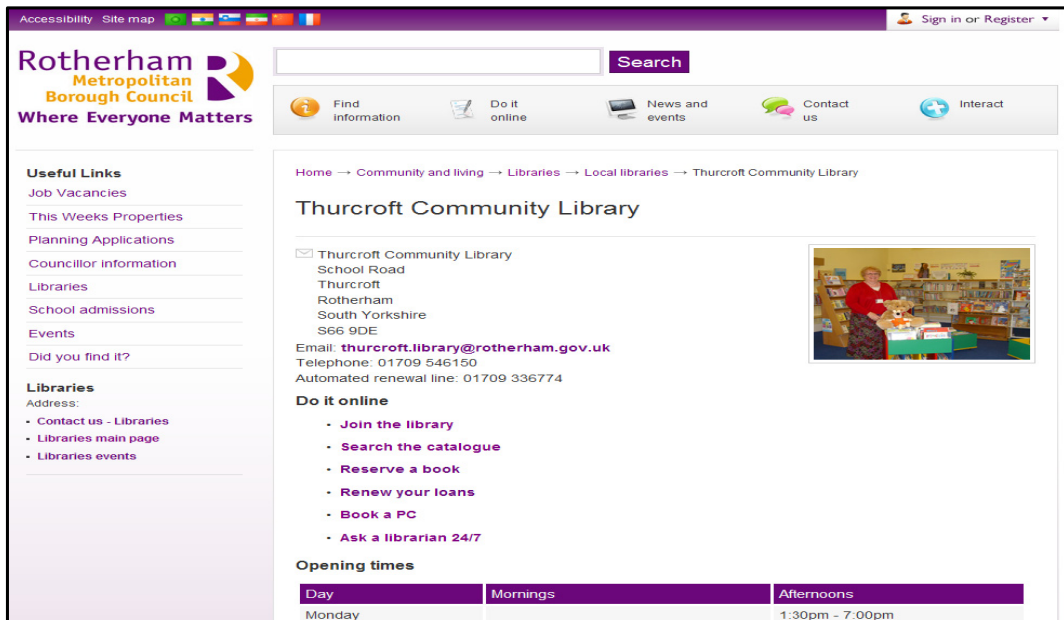 Accessibility Site map
Sign in or Register
Rotherham
Metropolitan
Borough Council
Where Everyone Matters
Search
Find
information
Do it
online
News and
events
Contact
us
Interact
Useful Links
Job Vacancies
This Weeks Properties
Planning Applications
Councillor information
Libraries
School admissions
Events
Did you find it?
Libraries
Address:
• Contact us - Libraries
• Libraries main page
• Libraries events
Home → Community and living → Libraries → Local libraries → Thurcroft Community Library
Thurcroft Community Library
Thurcroft Community Library
School Road
Thurcroft
Rotherham
South Yorkshire
S66 9DE
Email: thurcroft.library@rotherham.gov.uk
Telephone: 01709 546150
Automated renewal line: 01709 336774
Do it online
• Join the library
• Search the catalogue
• Reserve a book
• Renew your loans
• Book a PC
• Ask a librarian 24/7
Opening times
Day Mornings Afternoons
Monday 1:30pm - 7:00pm